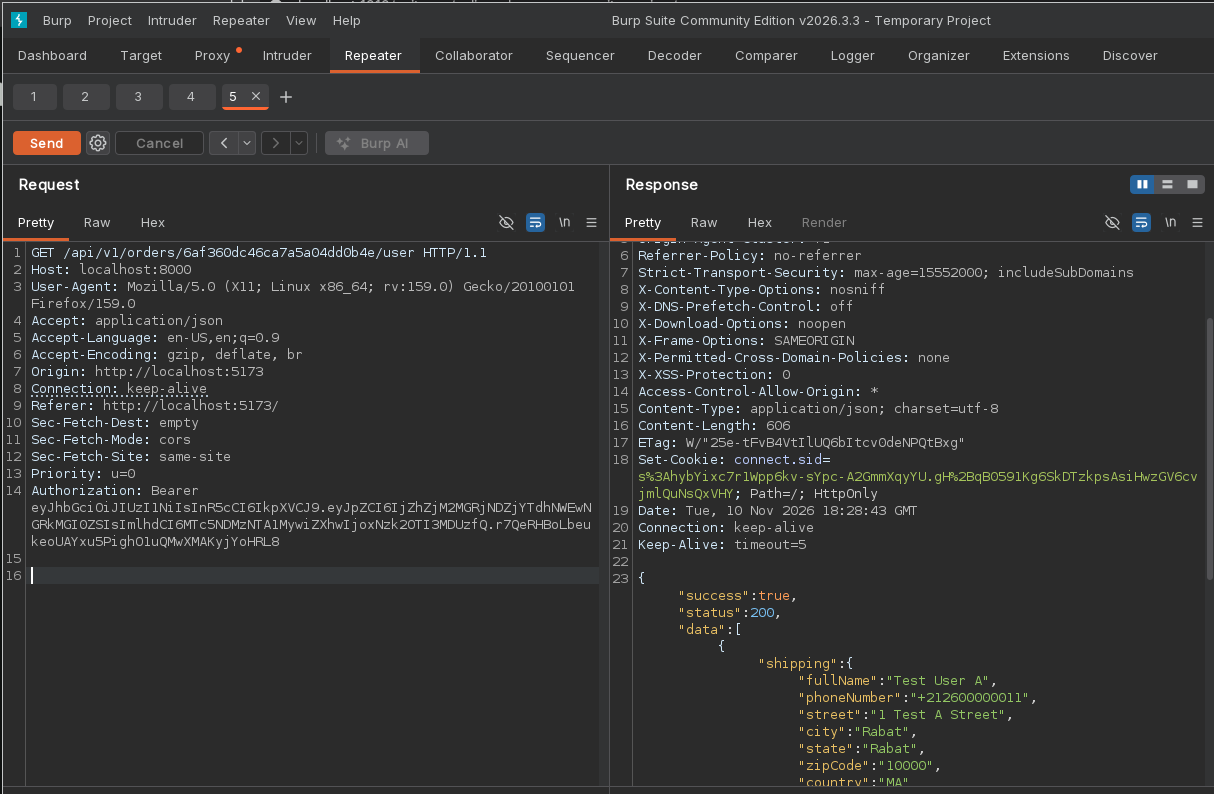 Burp Project Intruder Repeater View Help Burp Suite Community Edition v2026.3.3 - Temporary Project
Dashboard Target Proxy Intruder Repeater Collaborator Sequencer Decoder Comparer Logger Organizer Extensions Discover
1 2 3 4 5 × +
Send Cancel < > Burp AI
Request
Pretty Raw Hex \n
1 GET /api/v1/orders/6af360dc46ca7a5a04dd0b4e/user HTTP/1.1
2 Host: localhost:8000
3 User-Agent: Mozilla/5.0 (X11; Linux x86_64; rv:159.0) Gecko/20100101
Firefox/159.0
4 Accept: application/json
5 Accept-Language: en-US,en;q=0.9
6 Accept-Encoding: gzip, deflate, br
7 Origin: http://localhost:5173
8 Connection: keep-alive
9 Referer: http://localhost:5173/
10 Sec-Fetch-Dest: empty
11 Sec-Fetch-Mode: cors
12 Sec-Fetch-Site: same-site
13 Priority: u=0
14 Authorization: Bearer
eyJhbGciOiJIUzI1NiIsInR5cCI6IkpXVCJ9.eyJpZCI6IjZhZjM2MGRjNDZjYTdhNWEwN
GRkMGI0ZSIsImlhdCI6MTc5NDMzNTA1MywiZXhwIjoxNzk2OTI3MDUzfQ.r7QeRHBoLbeu
keoUAYxu5PighO1uQMwXMAKyjYoHRL8
15
16
Response
Pretty Raw Hex Render \n
6 Referrer-Policy: no-referrer
7 Strict-Transport-Security: max-age=15552000; includeSubDomains
8 X-Content-Type-Options: nosniff
9 X-DNS-Prefetch-Control: off
10 X-Download-Options: noopen
11 X-Frame-Options: SAMEORIGIN
12 X-Permitted-Cross-Domain-Policies: none
13 X-XSS-Protection: 0
14 Access-Control-Allow-Origin: *
15 Content-Type: application/json; charset=utf-8
16 Content-Length: 606
17 ETag: W/"25e-tFvB4VtIlUQ6bItcvOdeNPQtBxg"
18 Set-Cookie: connect.sid=
s%3AhybYixc7r1Wpp6kv-sYpc-A2GmmXqyYU.gH%2BqB0591Kg6SkDTzkpsAsiHwzGV6cv
jmlQuNsQxVHY; Path=/; HttpOnly
19 Date: Tue, 10 Nov 2026 18:28:43 GMT
20 Connection: keep-alive
21 Keep-Alive: timeout=5
22
23 {
"success":true,
"status":200,
"data":[
{
"shipping":{
"fullName":"Test User A",
"phoneNumber":"+212600000011",
"street":"1 Test A Street",
"city":"Rabat",
"state":"Rabat",
"zipCode":"10000",
"country":"MA"